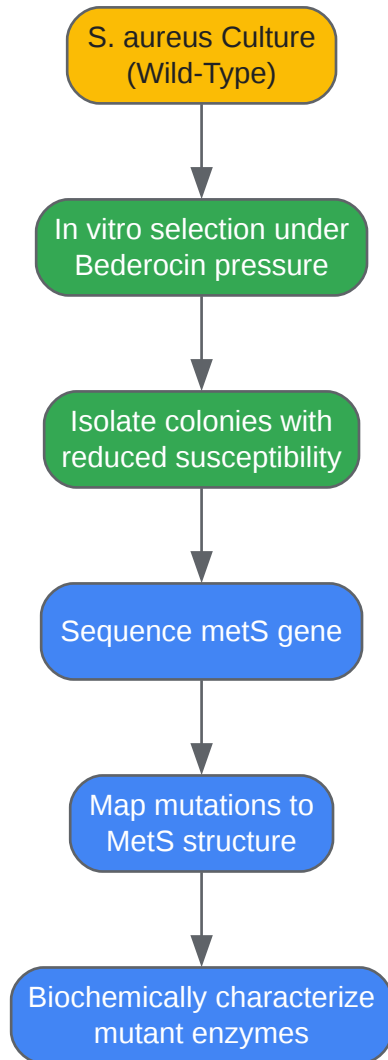 S. aureus Culture
(Wild-Type)
In vitro selection under
Bederocin pressure
Isolate colonies with
reduced susceptibility
Sequence metS gene
Map mutations to
MetS structure
Biochemically characterize
mutant enzymes